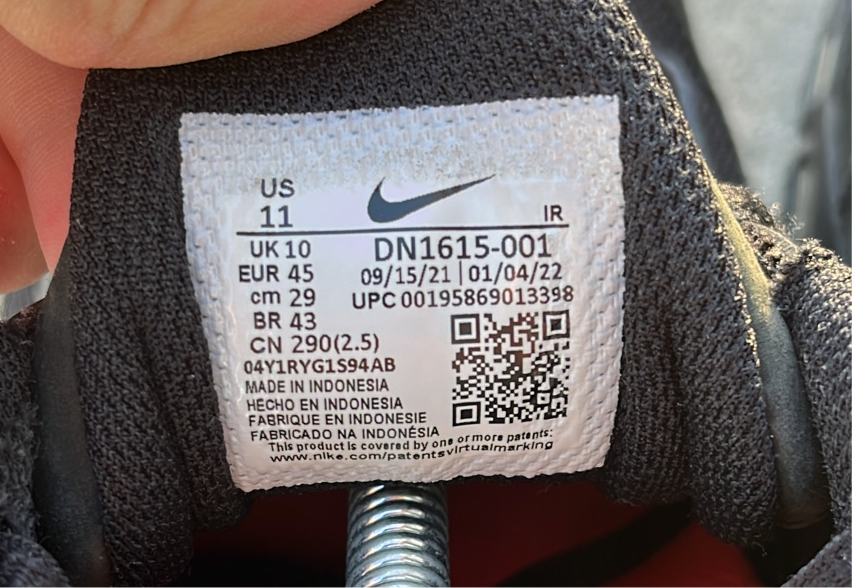 US
11
IR
UK 10
DN1615-001
EUR 45
09/15/21 | 01/04/22
cm 29
UPC 00195869013398
BR 43
CN 290(2.5)
04Y1RYG1S94AB
MADE IN INDONESIA
HECHO EN INDONESIA
FABRIQUE EN INDONESIE
FABRICADO NA INDONÉSIA
This product is covered by one or more patents:
www.nike.com/patentsvirtualmarking